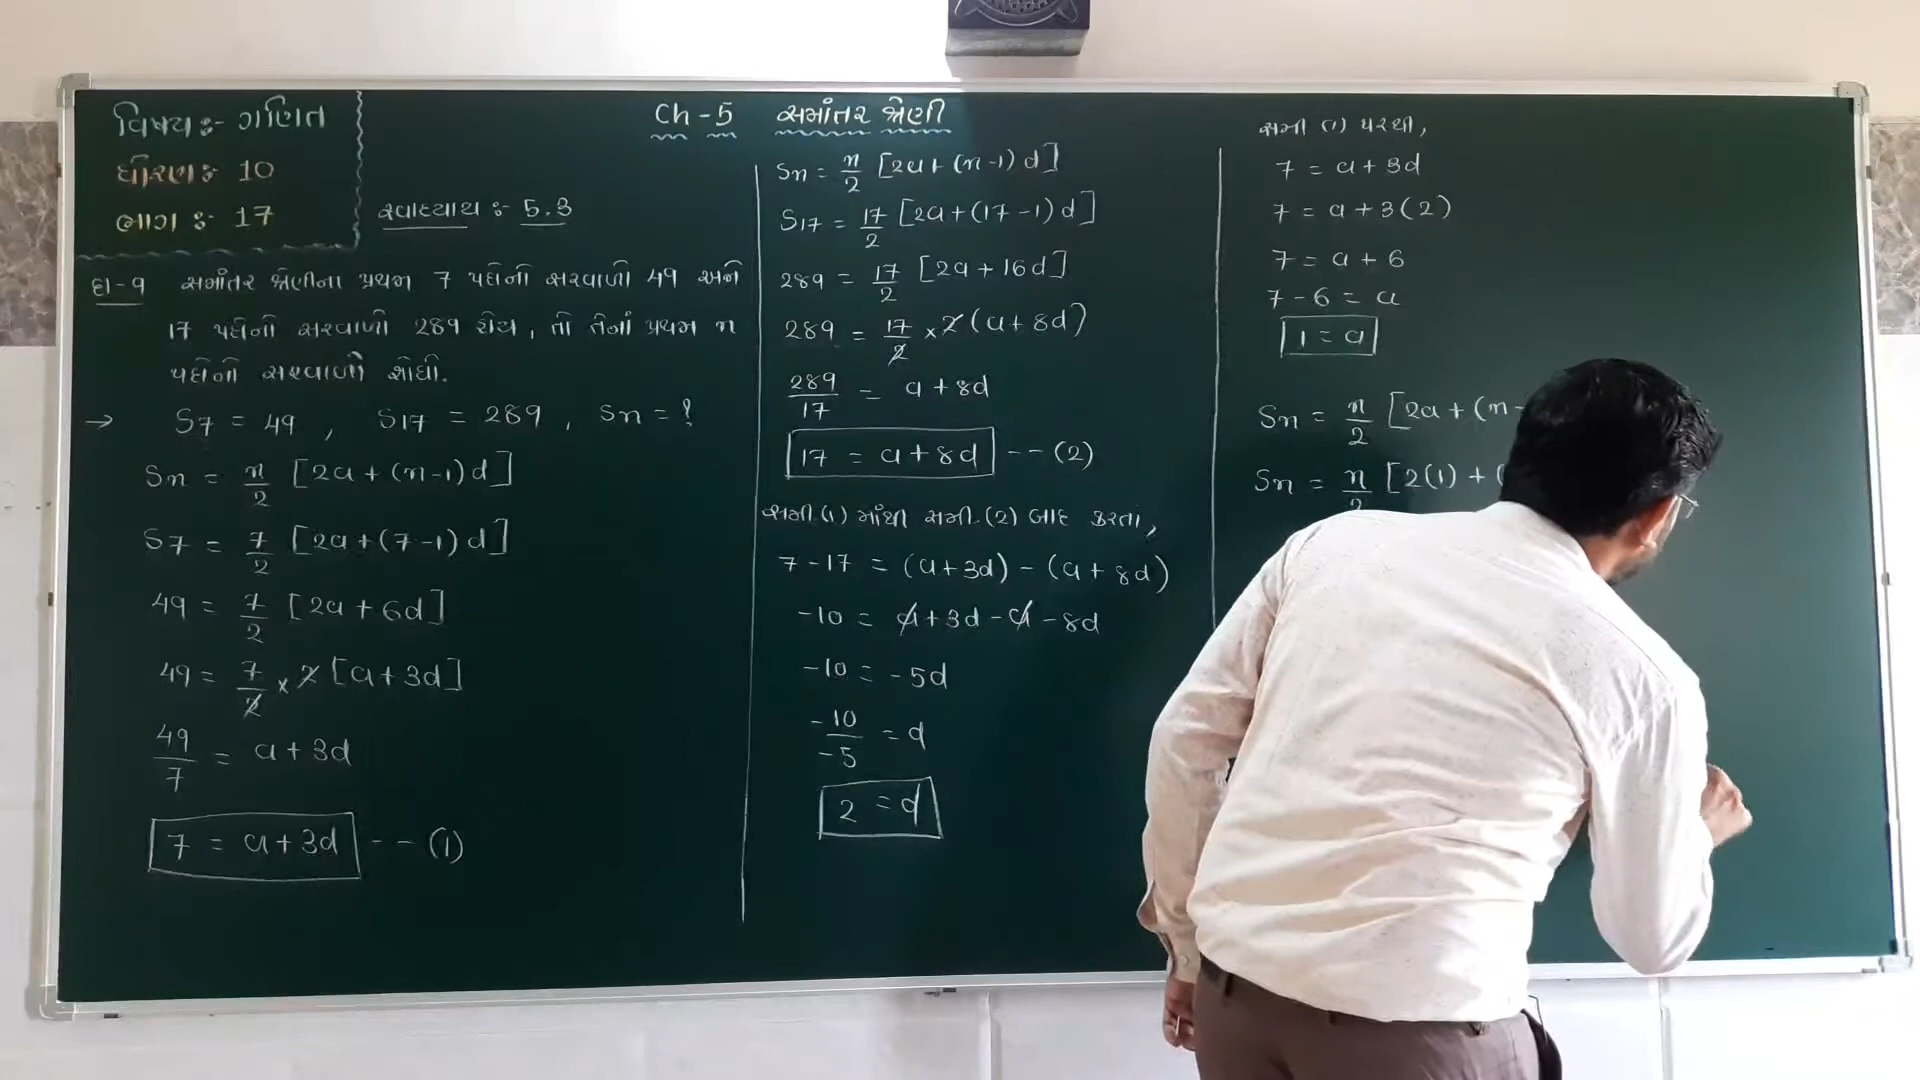 વિષય :- ગણિત
ધોરણ :- 10
ભાગ :- 17
સ્વાધ્યાય :- 5.3
Ch - 5 સમાંતર શ્રેણી
દા-9 સમાંતર શ્રેણીના પ્રથમ 7 પદોનો સરવાળો 49 અને
17 પદોનો સરવાળો 289 હોય, તો તેનાં પ્રથમ n
પદોનો સરવાળો શોધો.
→ S7 = 49 , S17 = 289 , Sn = ?
Sn = n/2 [2a + (n-1) d]
S7 = 7/2 [2a + (7-1) d]
49 = 7/2 [2a + 6d]
49 = 7/2 × 2 [a + 3d]
49/7 = a + 3d
7 = a + 3d -- (1)
Sn = n/2 [2a + (n-1) d]
S17 = 17/2 [2a + (17-1) d]
289 = 17/2 [2a + 16d]
289 = 17/2 × 2 (a + 8d)
289/17 = a + 8d
17 = a + 8d -- (2)
સમી.(1) માંથી સમી.(2) બાદ કરતા,
7 - 17 = (a + 3d) - (a + 8d)
-10 = a + 3d - a - 8d
-10 = -5d
-10/-5 = d
2 = d
સમી (1) પરથી,
7 = a + 3d
7 = a + 3(2)
7 = a + 6
7 - 6 = a
1 = a
Sn = n/2 [2a + (n -
Sn = n/2 [2(1) + (